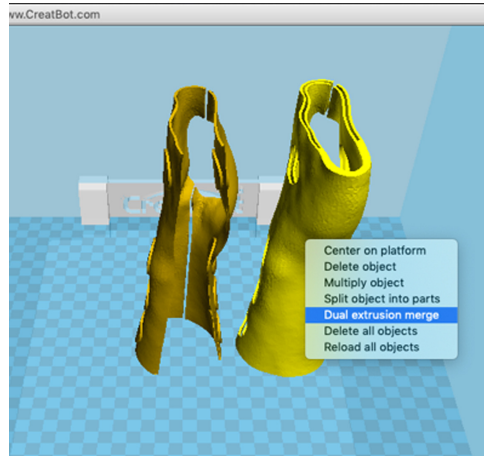 ww.CreatBot.com
Center on platform
Delete object
Multiply object
Split object into parts
Dual extrusion merge
Delete all objects
Reload all objects